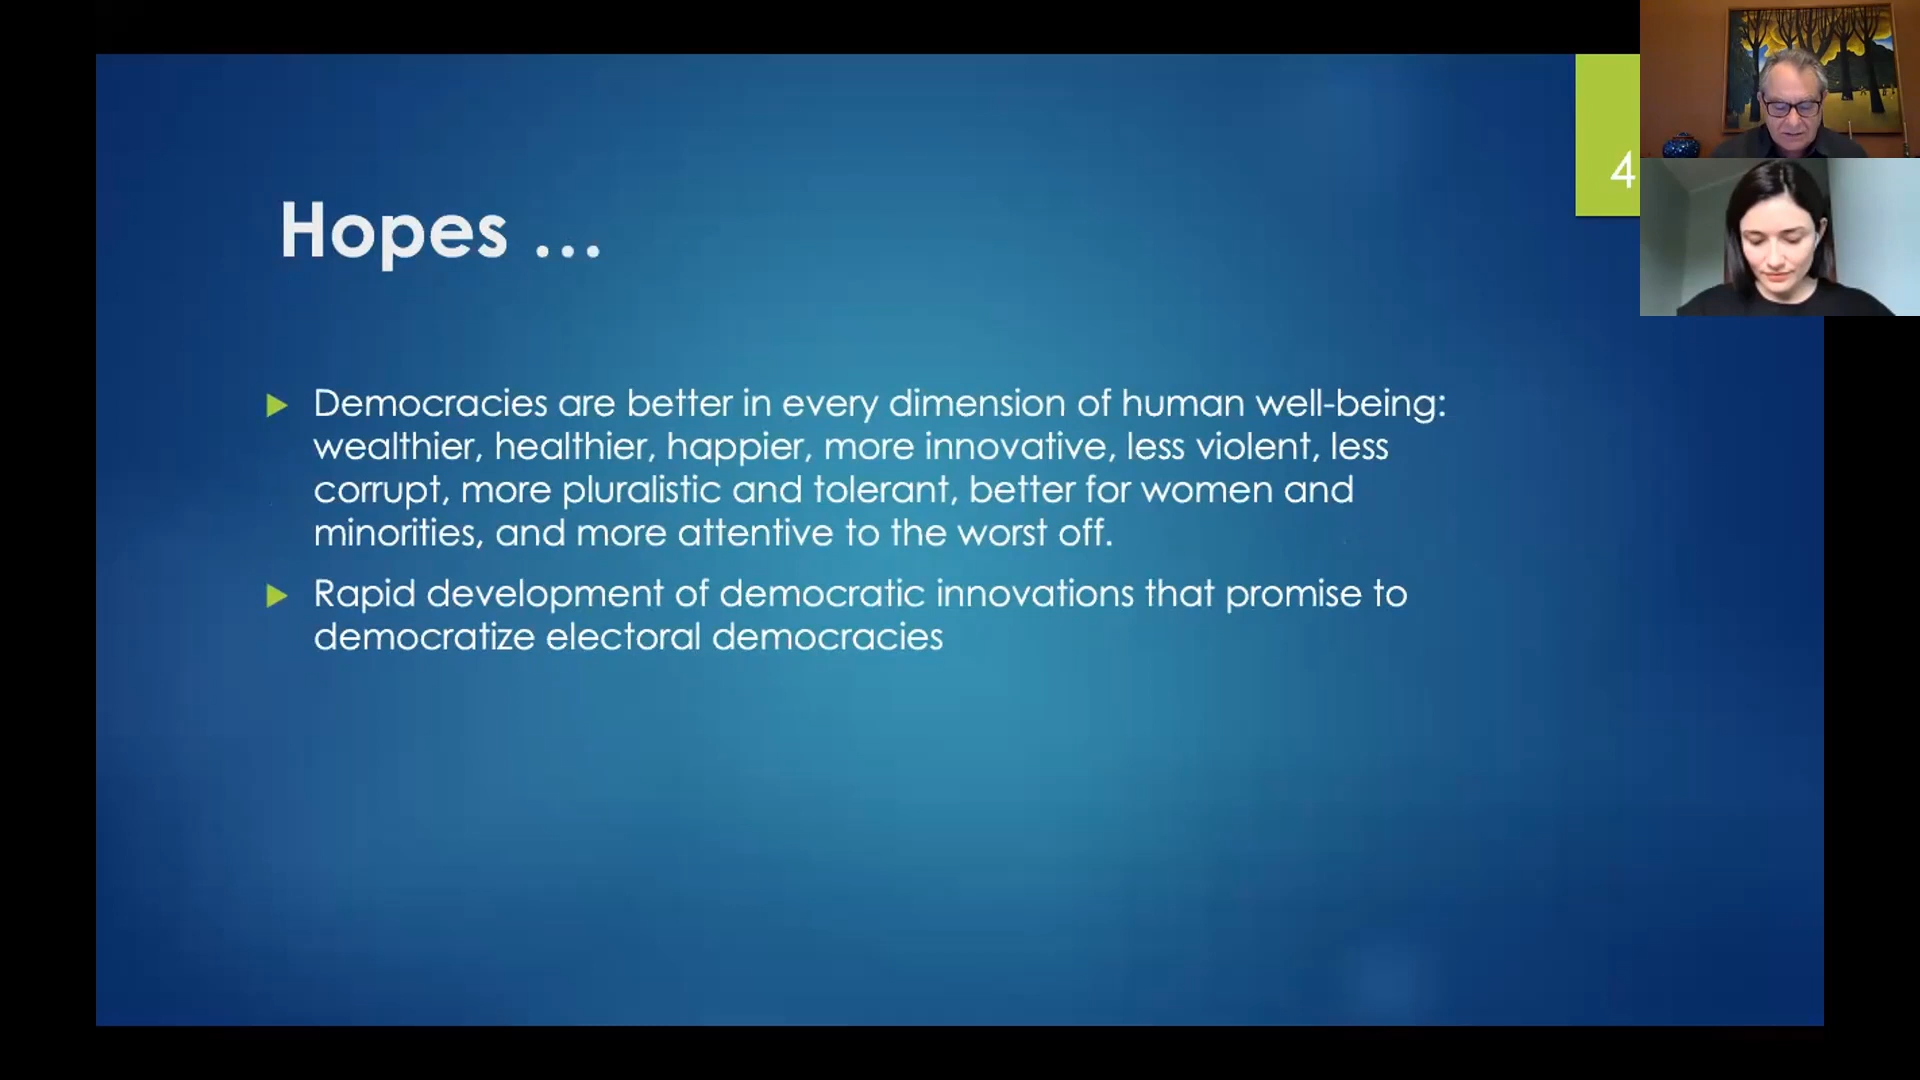 4
Hopes ...
Democracies are better in every dimension of human well-being:
wealthier, healthier, happier, more innovative, less violent, less
corrupt, more pluralistic and tolerant, better for women and
minorities, and more attentive to the worst off.
Rapid development of democratic innovations that promise to
democratize electoral democracies